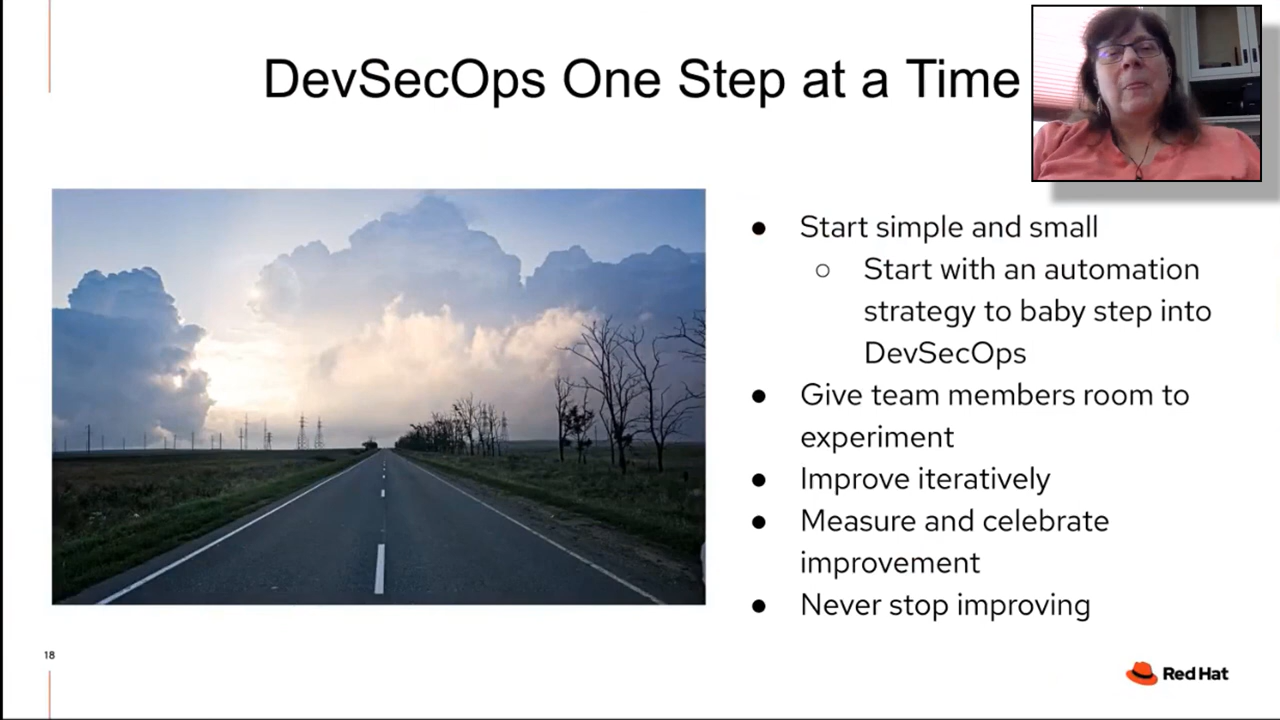 DevSecOps One Step at a Time
● Start simple and small
○ Start with an automation
strategy to baby step into
DevSecOps
● Give team members room to
experiment
● Improve iteratively
● Measure and celebrate
improvement
● Never stop improving
18
Red Hat